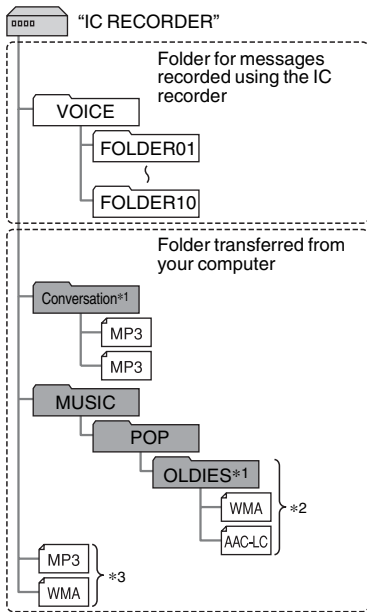 “IC RECORDER”
Folder for messages
recorded using the IC
recorder
VOICE
FOLDER01
FOLDER10
Folder transferred from
your computer
Conversation*1
MP3
MP3
MUSIC
POP
OLDIES*1
WMA
*2
AAC-LC
MP3
*3
WMA